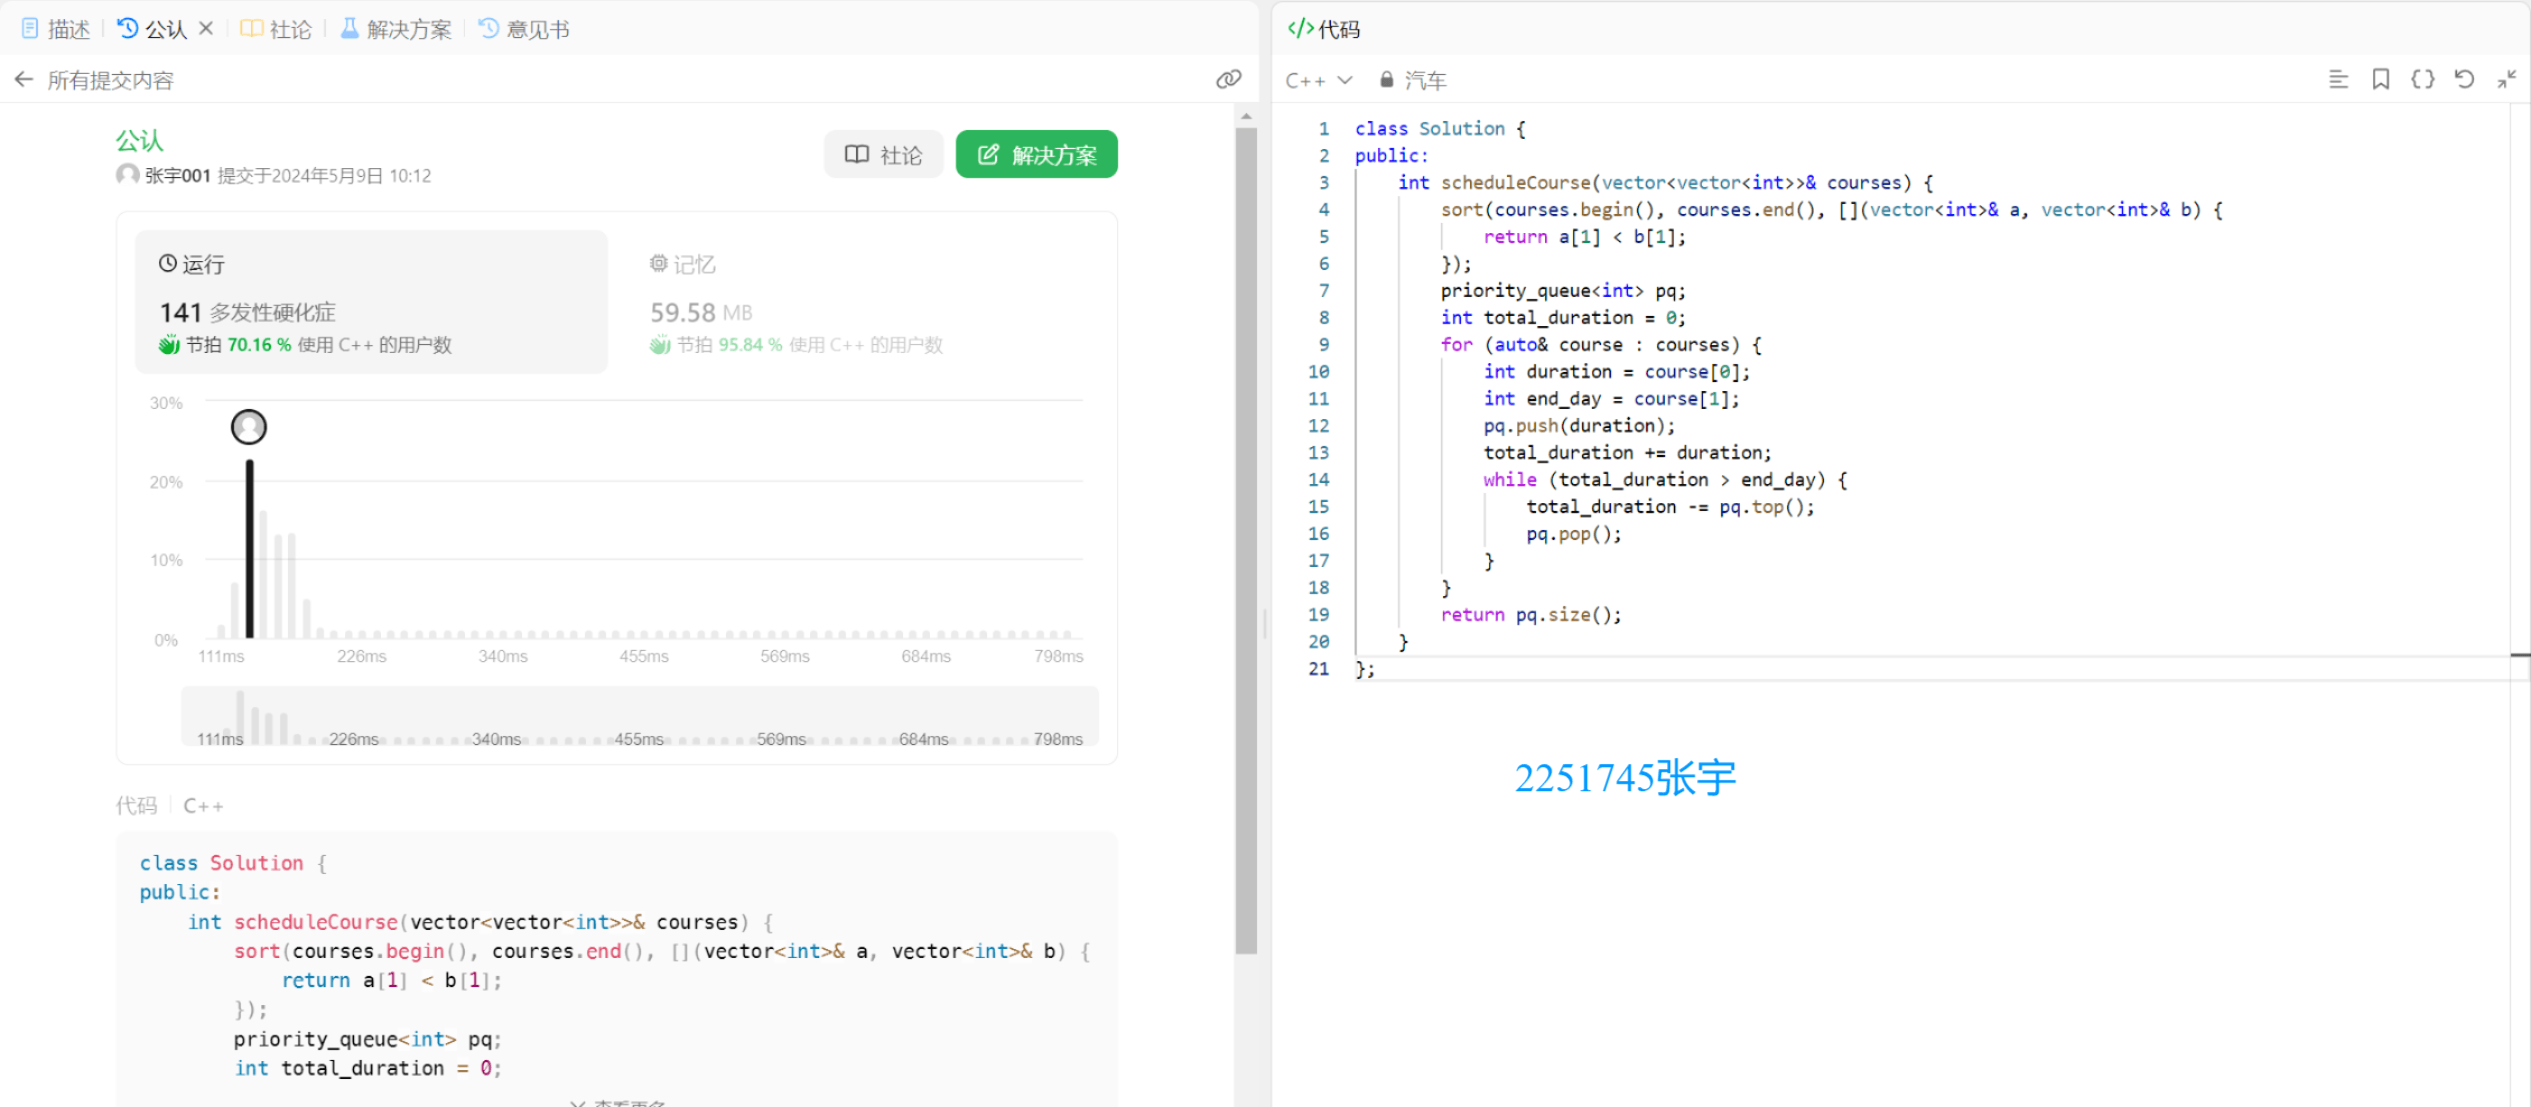 描述 公认 社论 解决方案 意见书
所有提交内容
公认
张宇001 提交于2024年5月9日 10:12
社论 解决方案
运行
141 多发性硬化症
节拍 70.16 % 使用 C++ 的用户数
记忆
59.58 MB
节拍 95.84 % 使用 C++ 的用户数
30%
20%
10%
0%
111ms 226ms 340ms 455ms 569ms 684ms 798ms
111ms 226ms 340ms 455ms 569ms 684ms 798ms
代码 C++
class Solution {
public:
    int scheduleCourse(vector<vector<int>>& courses) {
        sort(courses.begin(), courses.end(), [](vector<int>& a, vector<int>& b) {
            return a[1] < b[1];
        });
        priority_queue<int> pq;
        int total_duration = 0;
查看更多
代码
C++ 汽车
1 class Solution {
2 public:
3     int scheduleCourse(vector<vector<int>>& courses) {
4         sort(courses.begin(), courses.end(), [](vector<int>& a, vector<int>& b) {
5             return a[1] < b[1];
6         });
7         priority_queue<int> pq;
8         int total_duration = 0;
9         for (auto& course : courses) {
10             int duration = course[0];
11             int end_day = course[1];
12             pq.push(duration);
13             total_duration += duration;
14             while (total_duration > end_day) {
15                 total_duration -= pq.top();
16                 pq.pop();
17             }
18         }
19         return pq.size();
20     }
21 };
2251745张宇